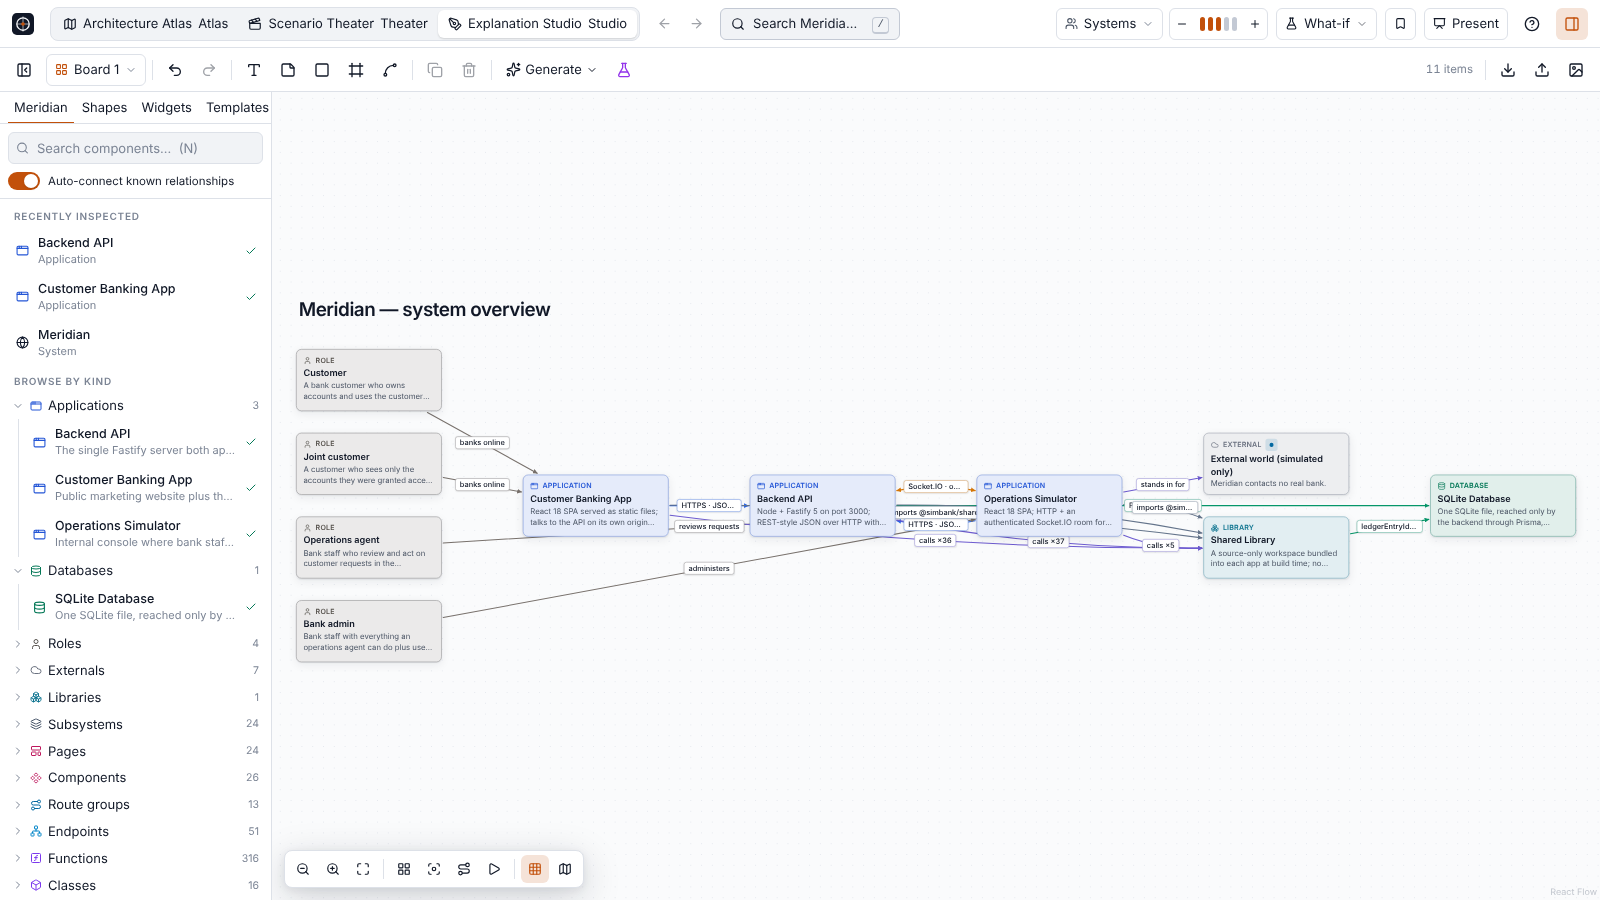 Architecture Atlas Atlas
Scenario Theater Theater
Explanation Studio Studio
Search Meridia... /
Systems
What-if
Present
Board 1
Generate
11 items
Meridian Shapes Widgets Templates
Search components... (N)
Auto-connect known relationships
RECENTLY INSPECTED
Backend API
Application
Customer Banking App
Application
Meridian
System
BROWSE BY KIND
Applications 3
Backend API
The single Fastify server both ap...
Customer Banking App
Public marketing website plus th...
Operations Simulator
Internal console where bank staf...
Databases 1
SQLite Database
One SQLite file, reached only by ...
Roles 4
Externals 7
Libraries 1
Subsystems 24
Pages 24
Components 26
Route groups 13
Endpoints 51
Functions 316
Classes 16
Meridian — system overview
ROLE
Customer
A bank customer who owns
accounts and uses the customer...
ROLE
Joint customer
A customer who sees only the
accounts they were granted acce...
ROLE
Operations agent
Bank staff who review and act on
customer requests in the...
ROLE
Bank admin
Bank staff with everything an
operations agent can do plus use...
banks online
banks online
administers
APPLICATION
Customer Banking App
React 18 SPA served as static files;
talks to the API on its own origin...
HTTPS · JSO...
reviews requests
APPLICATION
Backend API
Node + Fastify 5 on port 3000;
REST-style JSON over HTTP with...
Socket.IO · o...
mports @simbank/share
HTTPS · JSO...
calls ×36
APPLICATION
Operations Simulator
React 18 SPA; HTTP + an
authenticated Socket.IO room for...
calls ×37
calls ×5
stands in for
imports @sim...
EXTERNAL
External world (simulated
only)
Meridian contacts no real bank.
LIBRARY
Shared Library
A source-only workspace bundled
into each app at build time; no...
ledgerEntryId...
DATABASE
SQLite Database
One SQLite file, reached only by
the backend through Prisma,...
React Flow